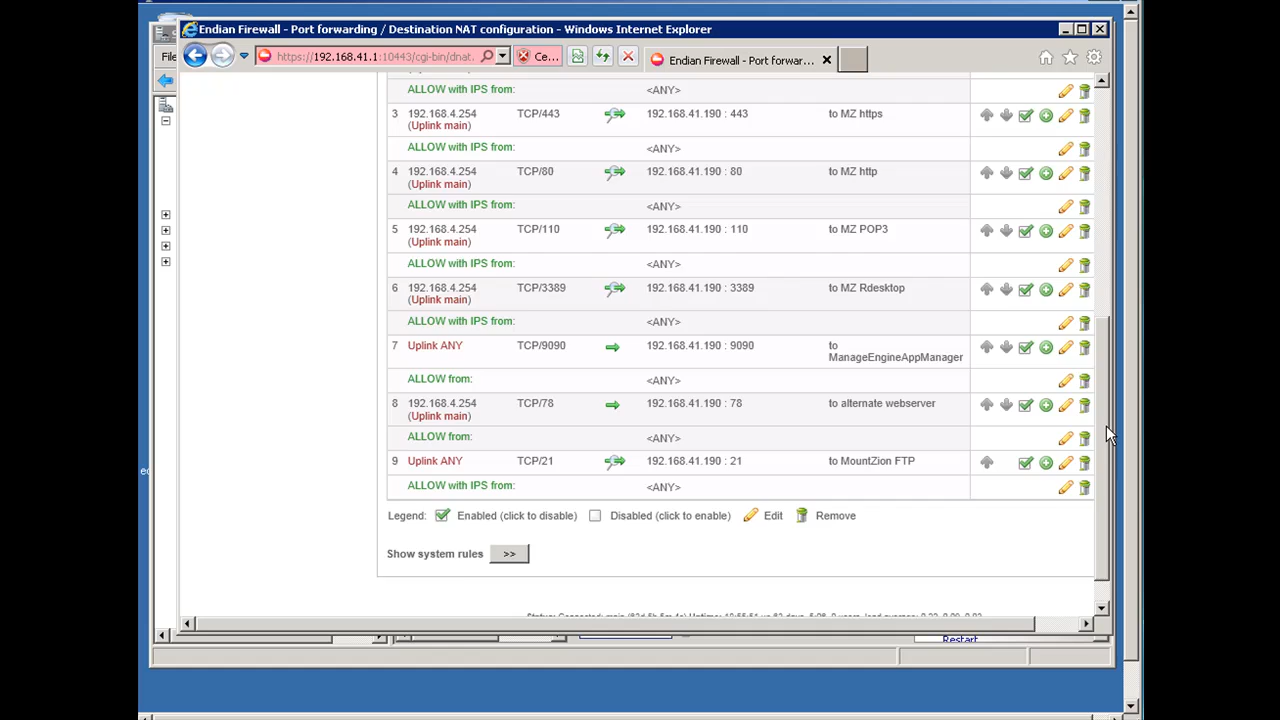 Endian Firewall - Port forwarding / Destination NAT configuration - Windows Internet Explorer
File
https://192.168.41.1:10443/cgi-bin/dnat. Ce... Endian Firewall - Port forwar...
ALLOW with IPS from: <ANY>
3 192.168.4.254 TCP/443 192.168.41.190 : 443 to MZ https
(Uplink main)
ALLOW with IPS from: <ANY>
4 192.168.4.254 TCP/80 192.168.41.190 : 80 to MZ http
(Uplink main)
ALLOW with IPS from: <ANY>
5 192.168.4.254 TCP/110 192.168.41.190 : 110 to MZ POP3
(Uplink main)
ALLOW with IPS from: <ANY>
6 192.168.4.254 TCP/3389 192.168.41.190 : 3389 to MZ Rdesktop
(Uplink main)
ALLOW with IPS from: <ANY>
7 Uplink ANY TCP/9090 192.168.41.190 : 9090 to
ManageEngineAppManager
ALLOW from: <ANY>
8 192.168.4.254 TCP/78 192.168.41.190 : 78 to alternate webserver
(Uplink main)
ALLOW from: <ANY>
9 Uplink ANY TCP/21 192.168.41.190 : 21 to MountZion FTP
ALLOW with IPS from: <ANY>
Legend: Enabled (click to disable) Disabled (click to enable) Edit Remove
Show system rules >>
Status: Connected: main
Restart